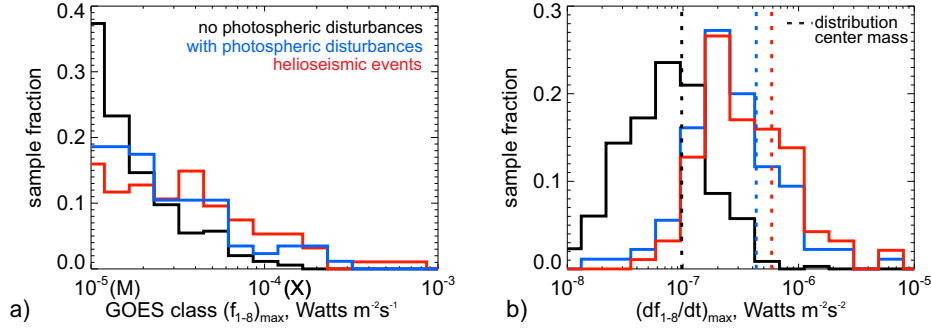 a)
sample fraction
0.4
0.3
0.2
0.1
0.0
no photospheric disturbances
with photospheric disturbances
helioseismic events
10⁻⁵(M) 10⁻⁴(X) 10⁻³
GOES class (f₁₋₈)ₘₐₓ, Watts m⁻²s⁻¹
b)
sample fraction
0.3
0.2
0.1
0.0
distribution
center mass
10⁻⁸ 10⁻⁷ 10⁻⁶ 10⁻⁵
(df₁₋₈/dt)ₘₐₓ, Watts m⁻²s⁻²